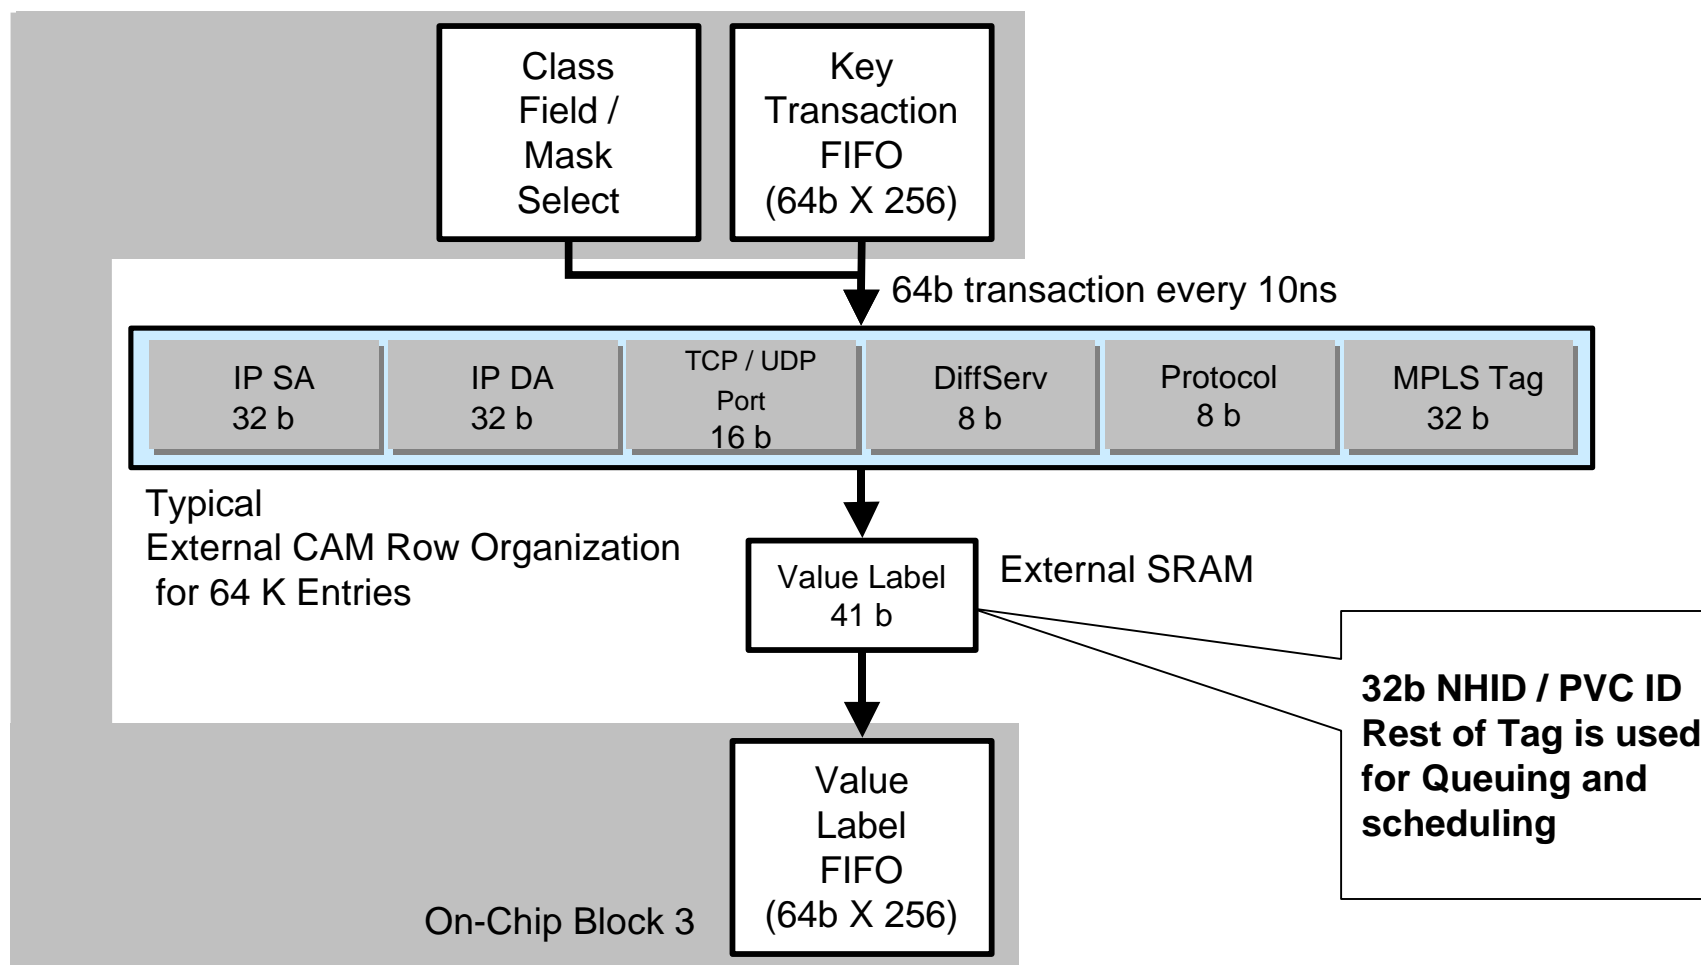 Class
Field /
Mask
Select
Key
Transaction
FIFO
(64b X 256)
64b transaction every 10ns
IP SA
32 b
IP DA
32 b
TCP / UDP
Port
16 b
DiffServ
8 b
Protocol
8 b
MPLS Tag
32 b
Typical
External CAM Row Organization
for 64 K Entries
Value Label
41 b
External SRAM
32b NHID / PVC ID
Rest of Tag is used
for Queuing and
scheduling
Value
Label
FIFO
(64b X 256)
On-Chip Block 3